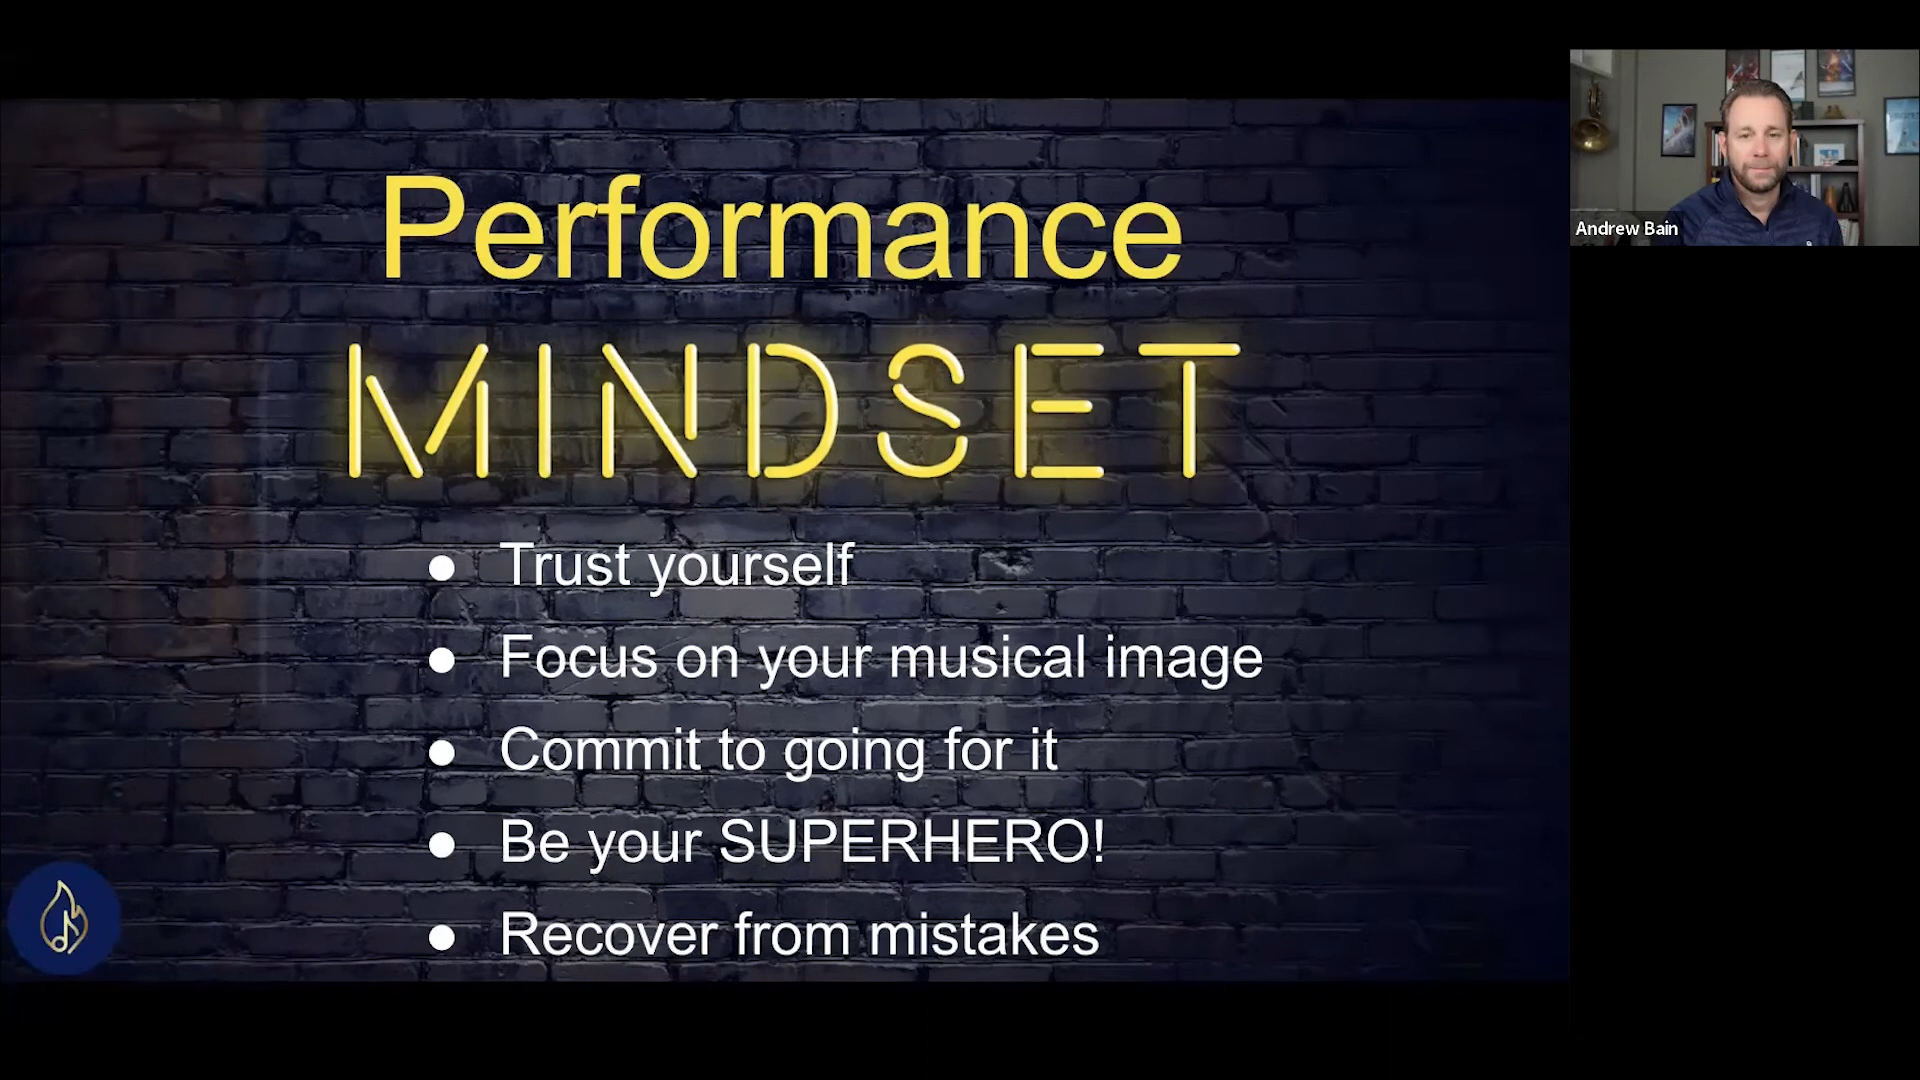 Performance
MINDSET
● Trust yourself
● Focus on your musical image
● Commit to going for it
● Be your SUPERHERO!
● Recover from mistakes
Andrew Bain